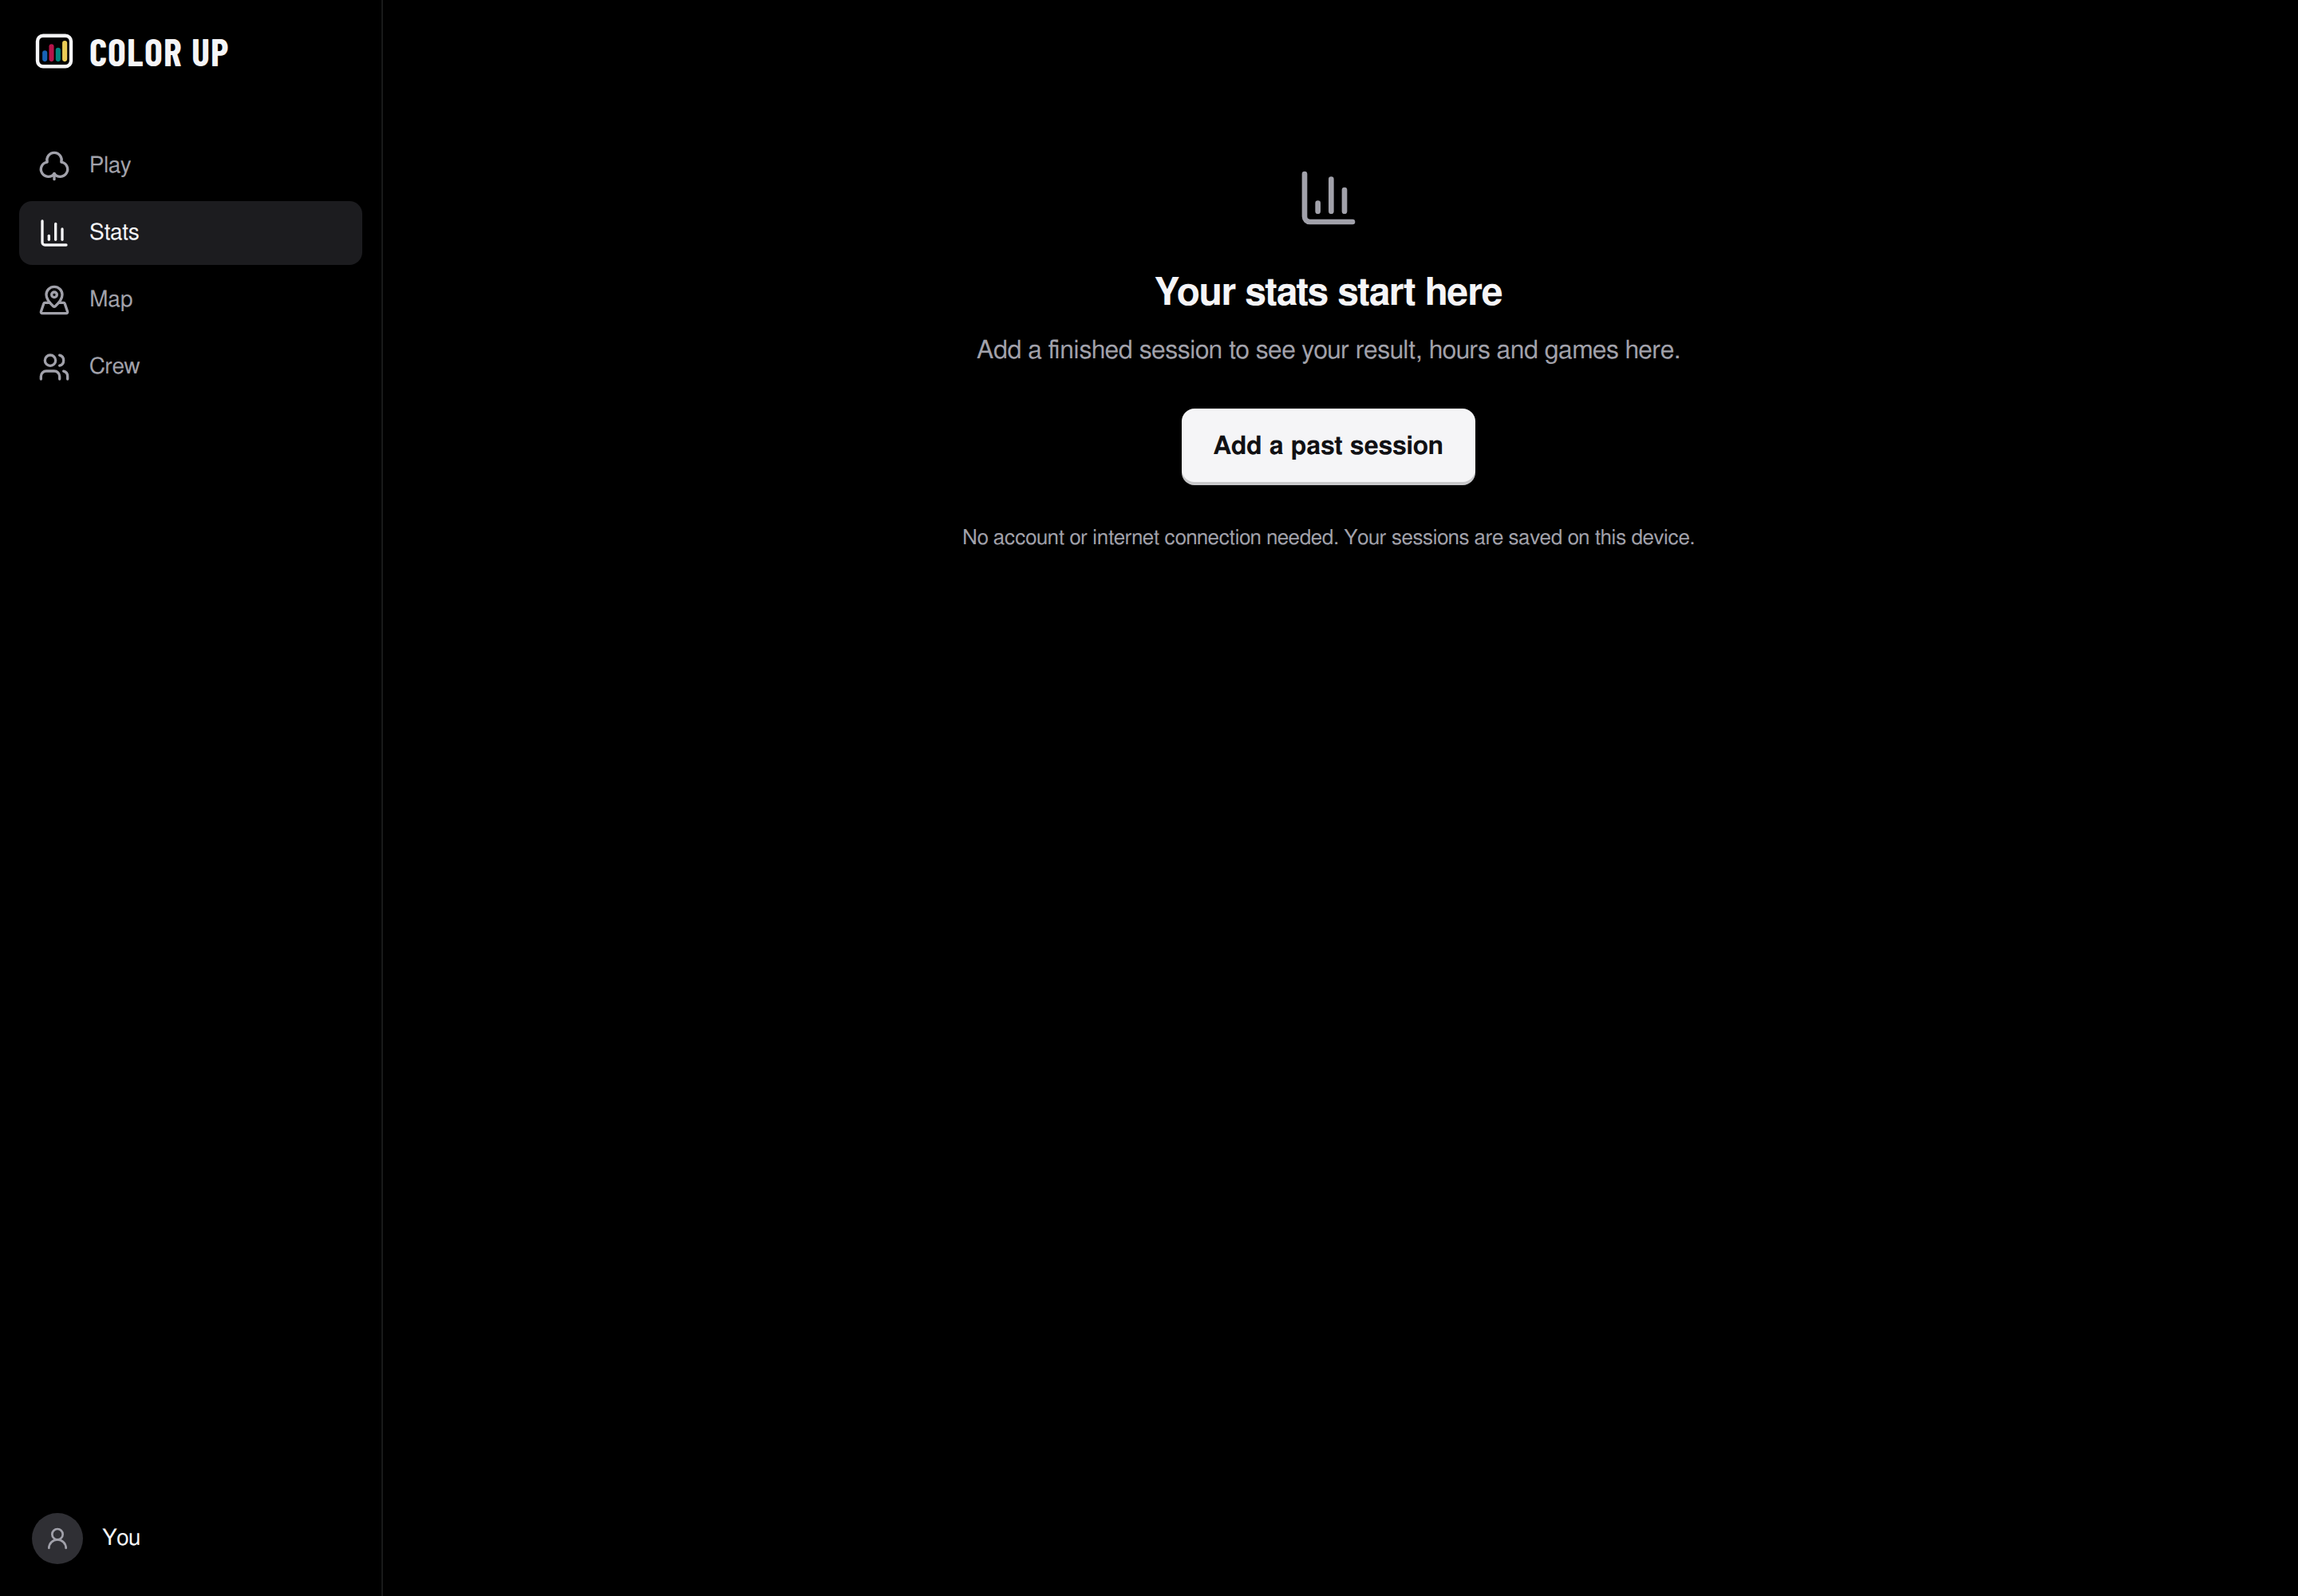 COLOR UP
Play
Stats
Map
Crew
Your stats start here
Add a finished session to see your result, hours and games here.
Add a past session
No account or internet connection needed. Your sessions are saved on this device.
You